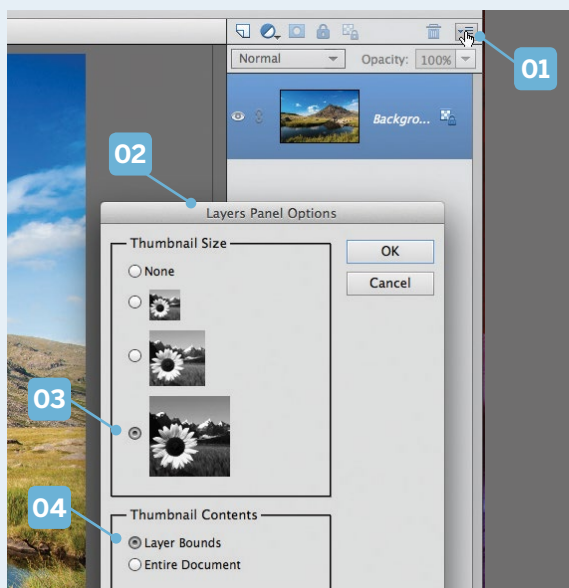 Normal
Opacity: 100%
01
Backgro...
02
Layers Panel Options
Thumbnail Size
OK
None
Cancel
03
04
Thumbnail Contents
Layer Bounds
Entire Document